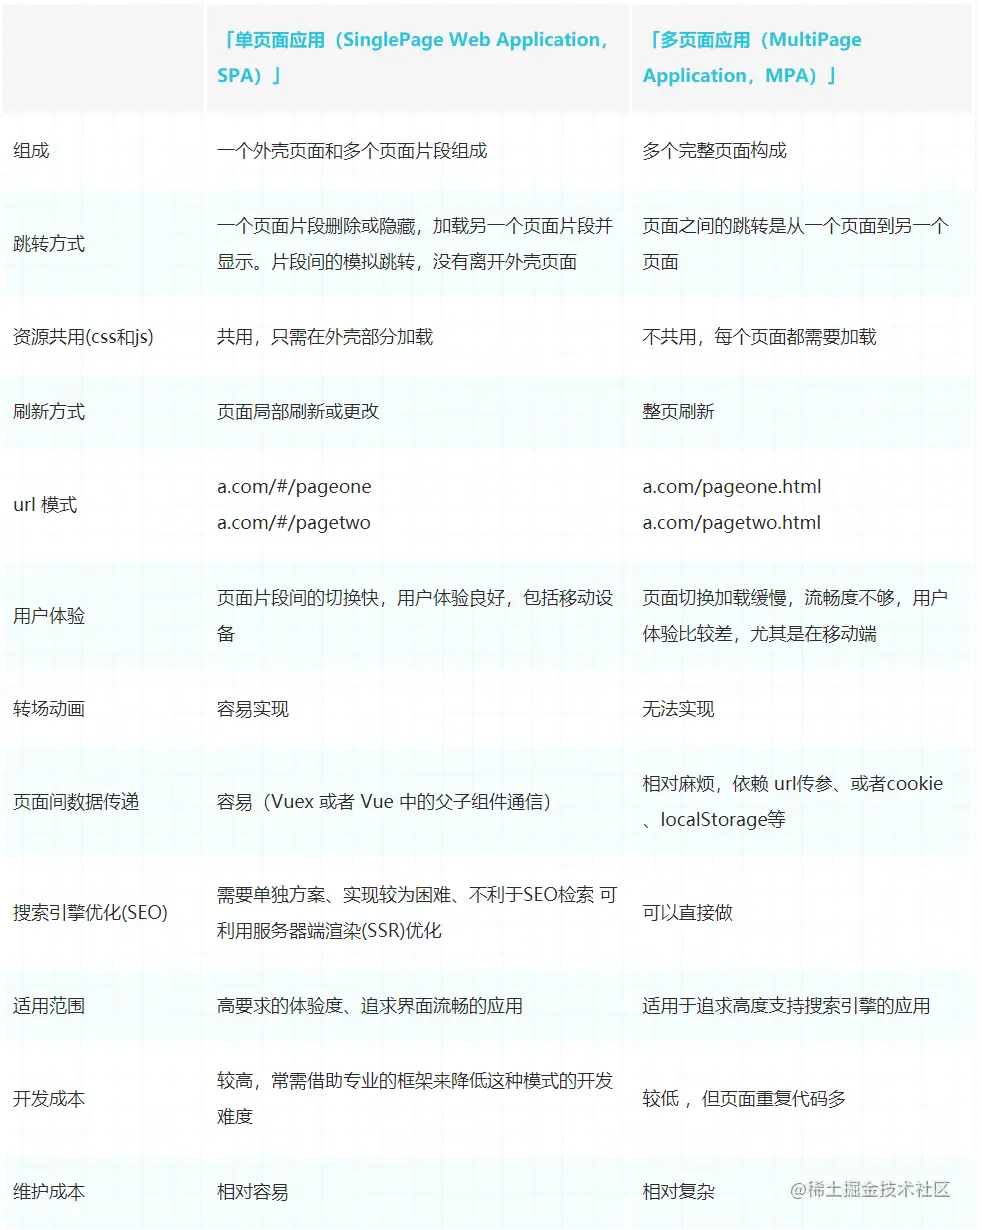 「单页面应用（SinglePage Web Application，
SPA）」
「多页面应用（MultiPage
Application，MPA）」
组成
一个外壳页面和多个页面片段组成
多个完整页面构成
跳转方式
一个页面片段删除或隐藏，加载另一个页面片段并
显示。片段间的模拟跳转，没有离开外壳页面
页面之间的跳转是从一个页面到另一个
页面
资源共用(css和js)
共用，只需在外壳部分加载
不共用，每个页面都需要加载
刷新方式
页面局部刷新或更改
整页刷新
url 模式
a.com/#/pageone
a.com/#/pagetwo
a.com/pageone.html
a.com/pagetwo.html
用户体验
页面片段间的切换快，用户体验良好，包括移动设
备
页面切换加载缓慢，流畅度不够，用户
体验比较差，尤其是在移动端
转场动画
容易实现
无法实现
页面间数据传递
容易（Vuex 或者 Vue 中的父子组件通信）
相对麻烦，依赖 url传参、或者cookie
、localStorage等
搜索引擎优化(SEO)
需要单独方案、实现较为困难、不利于SEO检索 可
利用服务器端渲染(SSR)优化
可以直接做
适用范围
高要求的体验度、追求界面流畅的应用
适用于追求高度支持搜索引擎的应用
开发成本
较高，常需借助专业的框架来降低这种模式的开发
难度
较低 ，但页面重复代码多
维护成本
相对容易
相对复杂
@稀土掘金技术社区